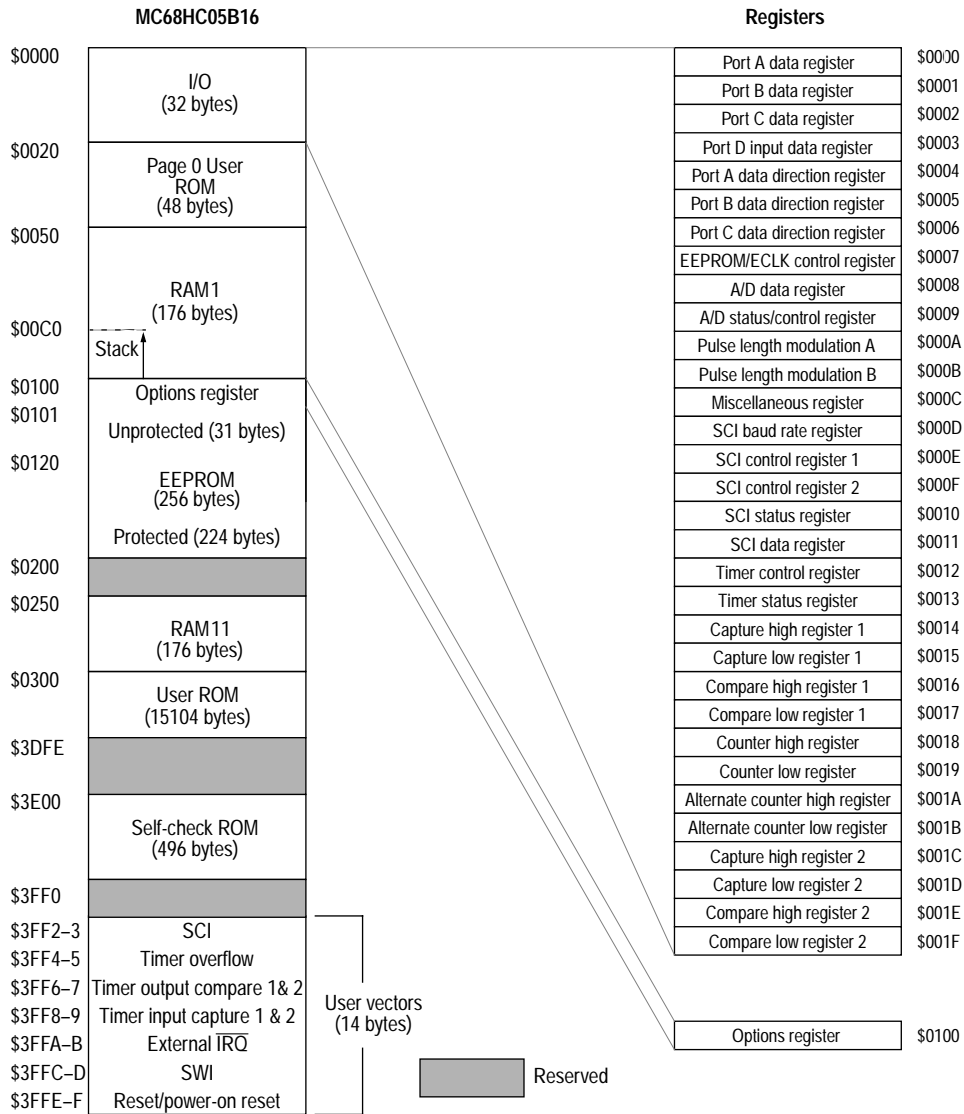 MC68HC05B16
$0000
I/O
(32 bytes)
$0020
Page 0 User
ROM
(48 bytes)
$0050
RAM1
(176 bytes)
$00C0
Stack
$0100
Options register
$0101
Unprotected (31 bytes)
$0120
EEPROM
(256 bytes)
Protected (224 bytes)
$0200
$0250
RAM11
(176 bytes)
$0300
User ROM
(15104 bytes)
$3DFE
$3E00
Self-check ROM
(496 bytes)
$3FF0
$3FF2–3 SCI
$3FF4–5 Timer overflow
$3FF6–7 Timer output compare 1& 2
$3FF8–9 Timer input capture 1 & 2
$3FFA–B External IRQ
$3FFC–D SWI
$3FFE–F Reset/power-on reset
User vectors
(14 bytes)
Reserved
Registers
Port A data register $0000
Port B data register $0001
Port C data register $0002
Port D input data register $0003
Port A data direction register $0004
Port B data direction register $0005
Port C data direction register $0006
EEPROM/ECLK control register $0007
A/D data register $0008
A/D status/control register $0009
Pulse length modulation A $000A
Pulse length modulation B $000B
Miscellaneous register $000C
SCI baud rate register $000D
SCI control register 1 $000E
SCI control register 2 $000F
SCI status register $0010
SCI data register $0011
Timer control register $0012
Timer status register $0013
Capture high register 1 $0014
Capture low register 1 $0015
Compare high register 1 $0016
Compare low register 1 $0017
Counter high register $0018
Counter low register $0019
Alternate counter high register $001A
Alternate counter low register $001B
Capture high register 2 $001C
Capture low register 2 $001D
Compare high register 2 $001E
Compare low register 2 $001F
Options register $0100